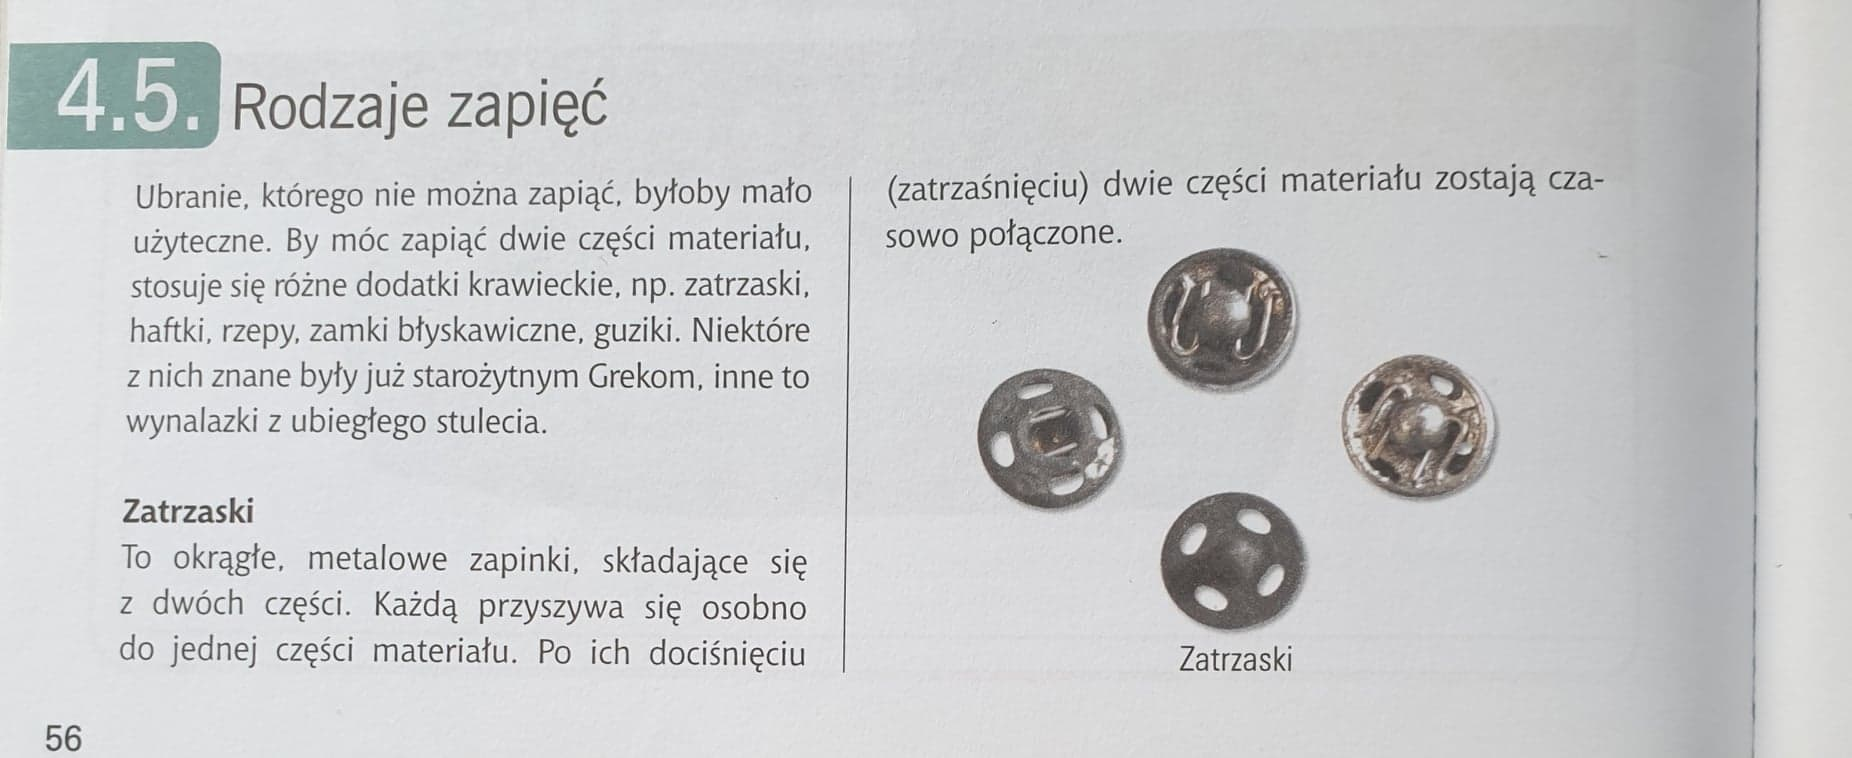 4.5. Rodzaje zapięć
Ubranie, którego nie można zapiąć, byłoby mało
użyteczne. By móc zapiąć dwie części materiału,
stosuje się różne dodatki krawieckie, np. zatrzaski,
haftki, rzepy, zamki błyskawiczne, guziki. Niektóre
z nich znane były już starożytnym Grekom, inne to
wynalazki z ubiegłego stulecia.
Zatrzaski
To okrągłe, metalowe zapinki, składające się
z dwóch części. Każdą przyszywa się osobno
do jednej części materiału. Po ich dociśnięciu
(zatrzaśnięciu) dwie części materiału zostają cza-
sowo połączone.
Zatrzaski
56